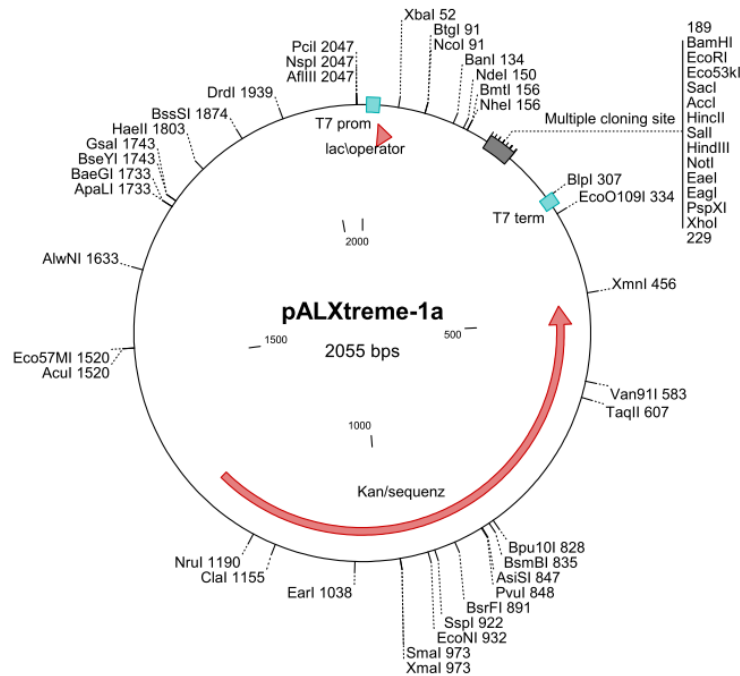 XbaI 52
BtgI 91
NcoI 91
BanI 134
NdeI 150
BmtI 156
NheI 156
Multiple cloning site
189
BamHI
EcoRI
Eco53kI
SacI
AccI
HincII
SalI
HindIII
NotI
EaeI
EagI
PspXI
XhoI
229
BlpI 307
EcoO109I 334
T7 term
XmnI 456
Van91I 583
TaqII 607
Bpu10I 828
BsmBI 835
AsiSI 847
PvuI 848
BsrFI 891
SspI 922
EcoNI 932
SmaI 973
XmaI 973
EarI 1038
ClaI 1155
NruI 1190
AcuI 1520
Eco57MI 1520
AlwNI 1633
ApaLI 1733
BaeGI 1733
BseYI 1743
GsaI 1743
HaeII 1803
BssSI 1874
DrdI 1939
AflIII 2047
NspI 2047
PciI 2047
T7 prom
lac\operator
2000
pALXtreme-1a
2055 bps
500
1500
1000
Kan/sequenz